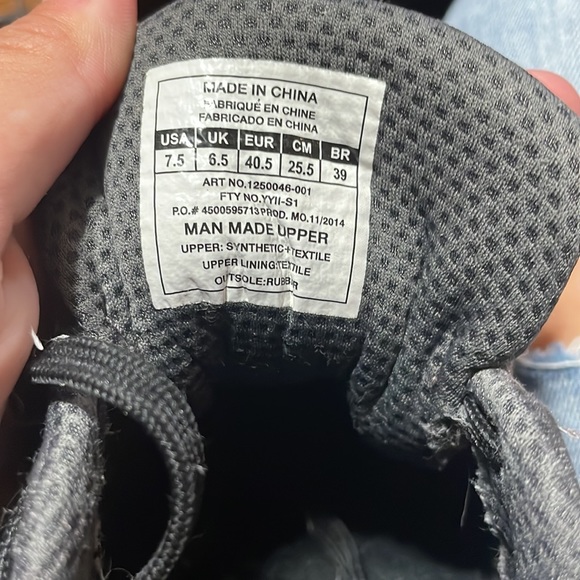 MADE IN CHINA
FABRIQUÉ EN CHINE
FABRICADO EN CHINA
USA UK EUR CM BR
7.5 6.5 40.5 25.5 39
ART NO.1250046-001
FTY NO.YYII-S1
P.O.# 4500595713 PROD. MO.11/2014
MAN MADE UPPER
UPPER: SYNTHETIC+TEXTILE
UPPER LINING:TEXTILE
OUTSOLE:RUBBER